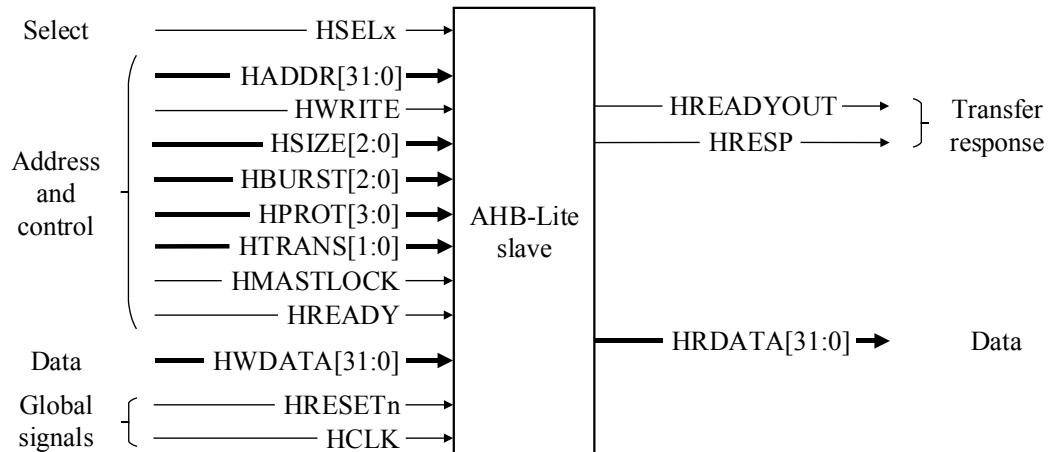 Select
HSELx
Address
and
control
HADDR[31:0]
HWRITE
HSIZE[2:0]
HBURST[2:0]
HPROT[3:0]
HTRANS[1:0]
HMASTLOCK
HREADY
Data
HWDATA[31:0]
Global
signals
HRESETn
HCLK
AHB-Lite
slave
HREADYOUT
HRESP
Transfer
response
HRDATA[31:0]
Data